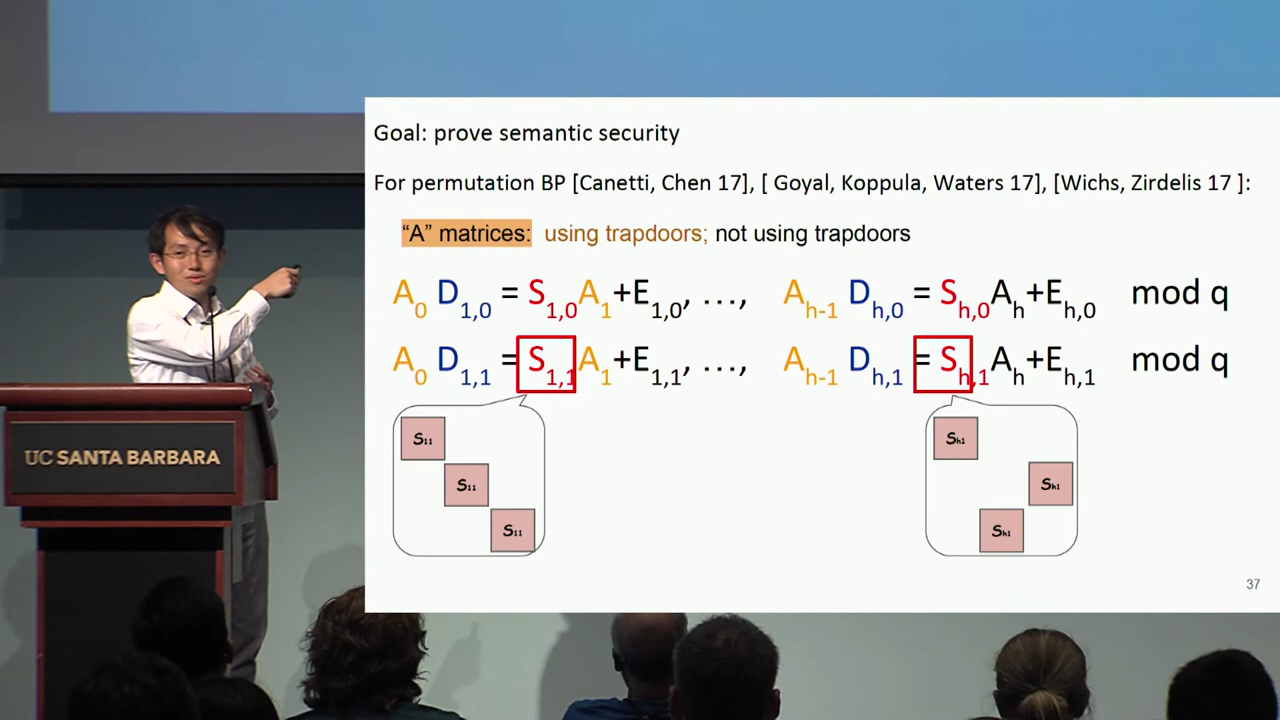 Goal: prove semantic security
For permutation BP [Canetti, Chen 17], [ Goyal, Koppula, Waters 17], [Wichs, Zirdelis 17 ]:
“A” matrices: using trapdoors; not using trapdoors
A0 D1,0 = S1,0A1+E1,0, …, Ah-1 Dh,0 = Sh,0Ah+Eh,0 mod q
A0 D1,1 = S1,1A1+E1,1, …, Ah-1 Dh,1 = Sh,1Ah+Eh,1 mod q
S11
S11
S11
Sh1
Sh1
Sh1
37
UC SANTA BARBARA